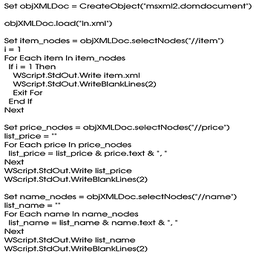 Set objXMLDoc = CreateObject("msxml2.domdocument")
objXMLDoc.load("in.xml")
Set item_nodes = objXMLDoc.selectNodes("//item")
i = 1
For Each item In item_nodes
If i = 1 Then
WScript.StdOut.Write item.xml
WScript.StdOut.WriteBlankLines(2)
Exit For
End If
Next
Set price_nodes = objXMLDoc.selectNodes("//price")
list_price = ""
For Each price In price_nodes
list_price = list_price & price.text & ", "
Next
WScript.StdOut.Write list_price
WScript.StdOut.WriteBlankLines(2)
Set name_nodes = objXMLDoc.selectNodes("//name")
list_name = ""
For Each name In name_nodes
list_name = list_name & name.text & ", "
Next
WScript.StdOut.Write list_name
WScript.StdOut.WriteBlankLines(2)